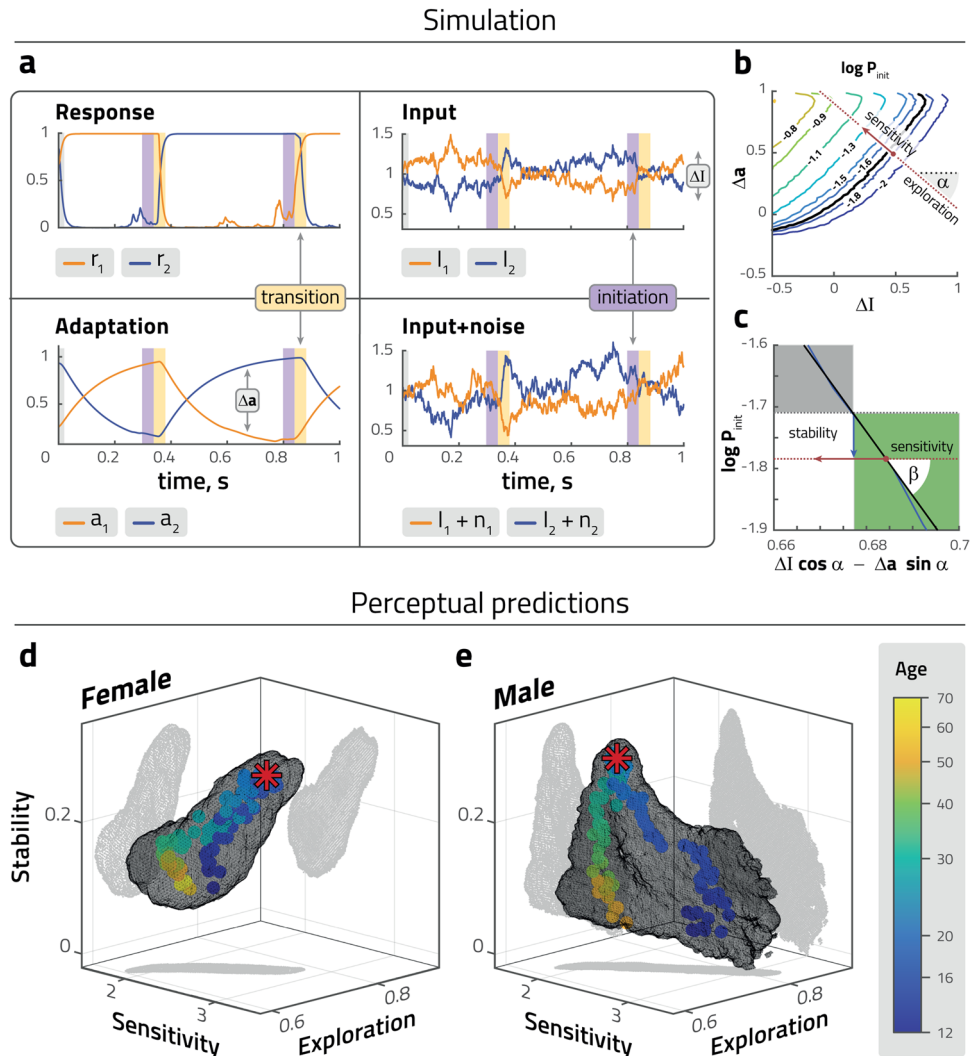 Simulation
a
Response
1
0.5
0
r1 r2
Input
1.5
1
0.5
ΔI
I1 I2
transition
initiation
Adaptation
1
0.5
Δa
0 0.2 0.4 0.6 0.8 1
time, s
a1 a2
Input+noise
1.5
1
0.5
0 0.2 0.4 0.6 0.8 1
time, s
I1 + n1 I2 + n2
b
log Pinit
1
0.5
0
-0.5
Δa
-0.8
-0.9
-1.1
-1.3
-1.5
-1.6
-1.8
-2
sensitivity
exploration
α
-0.5 0 0.5 1
ΔI
c
-1.6
-1.7
-1.8
-1.9
log Pinit
stability
sensitivity
β
0.66 0.68 0.7
ΔI cos α − Δa sin α
Perceptual predictions
d
Female
Stability
0.2
0
2
3
Sensitivity
0.6
0.8
Exploration
e
Male
0.2
0
2
3
Sensitivity
0.6
0.8
Exploration
Age
70
60
50
40
30
20
16
12